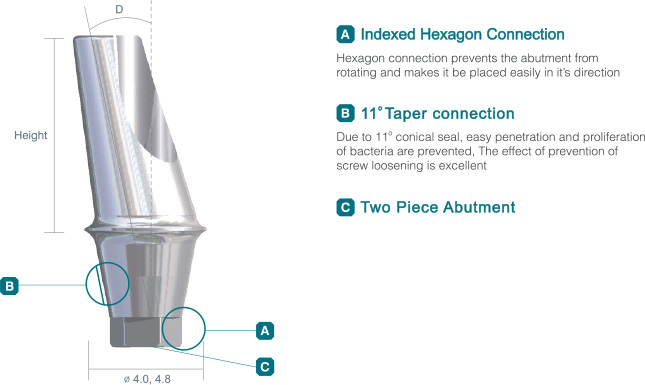 D
Height
B
A
C
ø 4.0, 4.8
A Indexed Hexagon Connection
Hexagon connection prevents the abutment from
rotating and makes it be placed easily in it's direction
B 11° Taper connection
Due to 11° conical seal, easy penetration and proliferation
of bacteria are prevented, The effect of prevention of
screw loosening is excellent
C Two Piece Abutment